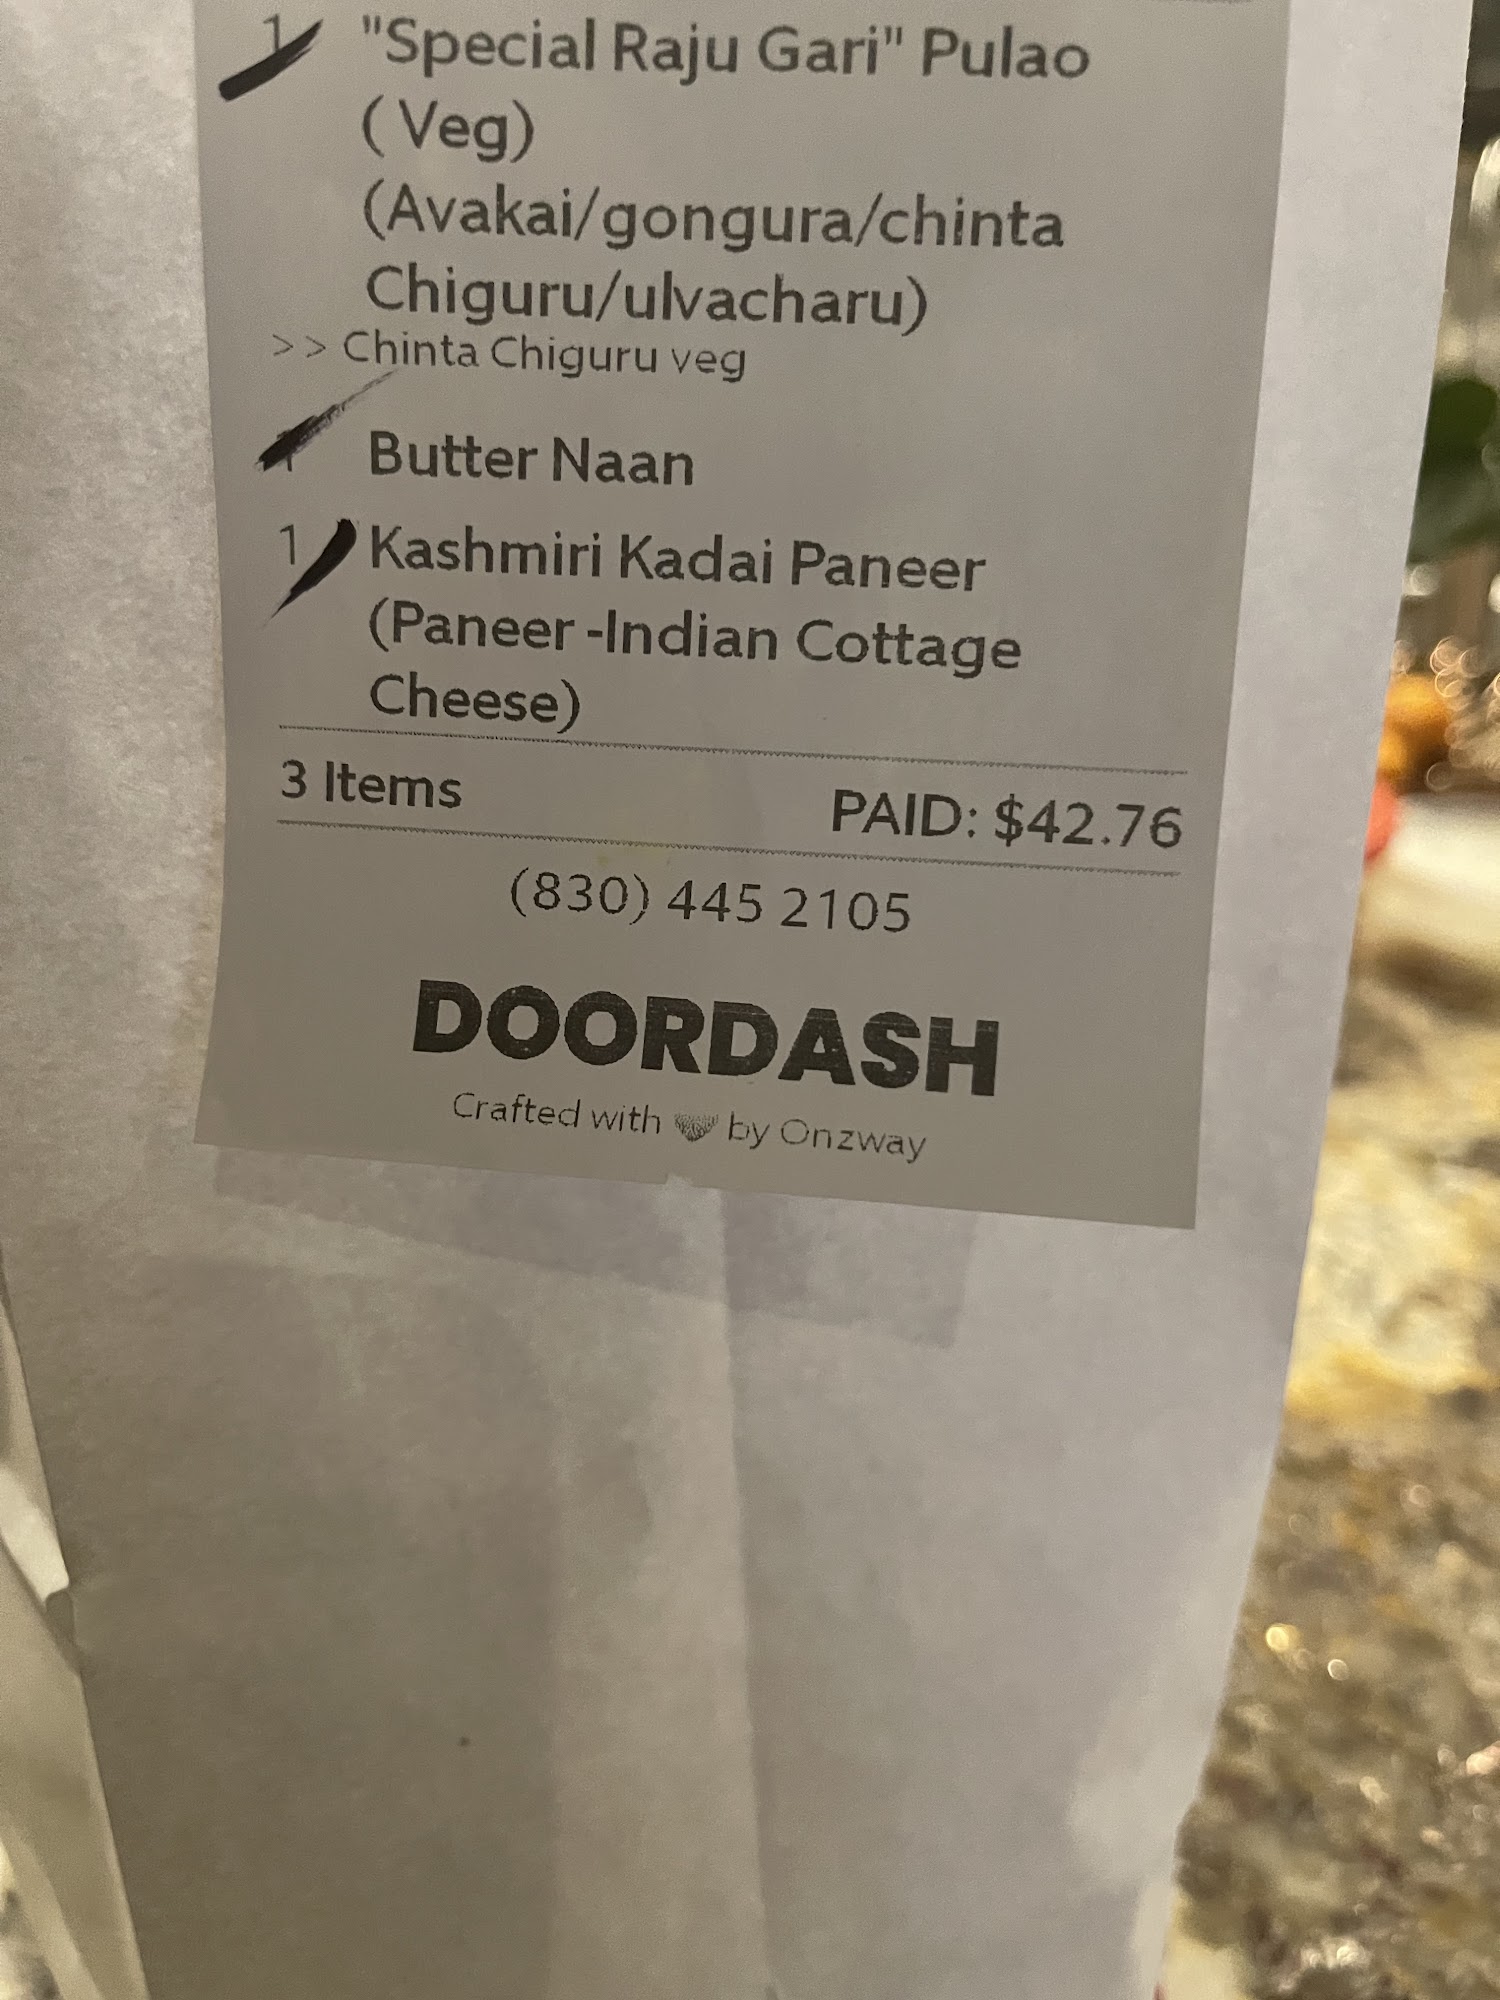 1 "Special Raju Gari" Pulao
( Veg)
(Avakai/gongura/chinta
Chiguru/ulvacharu)
>> Chinta Chiguru veg
1 Butter Naan
1 Kashmiri Kadai Paneer
(Paneer -Indian Cottage
Cheese)
3 Items PAID: $42.76
(830) 445 2105
DOORDASH
Crafted with by Onzway